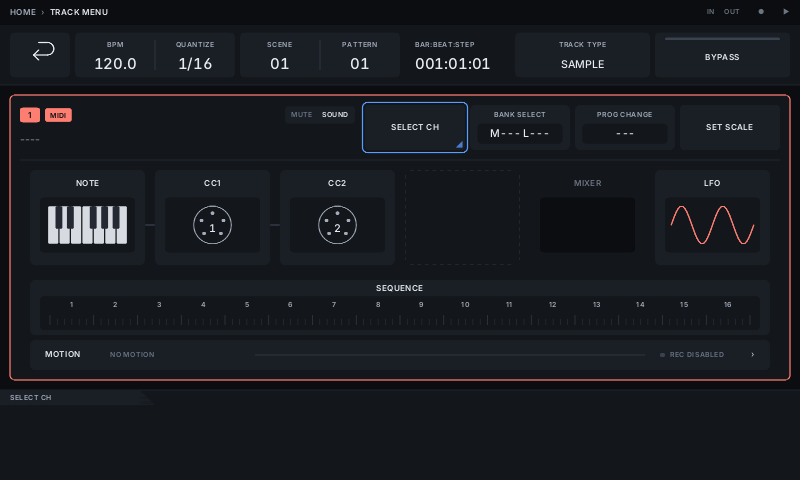 HOME › TRACK MENU
IN OUT
BPM
120.0
QUANTIZE
1/16
SCENE
01
PATTERN
01
BAR:BEAT:STEP
001:01:01
TRACK TYPE
SAMPLE
BYPASS
1 MIDI
----
MUTE SOUND
SELECT CH
BANK SELECT
M--- L---
PROG CHANGE
---
SET SCALE
NOTE
CC1
1
CC2
2
MIXER
LFO
SEQUENCE
1 2 3 4 5 6 7 8 9 10 11 12 13 14 15 16
MOTION NO MOTION ∞ REC DISABLED ›
SELECT CH